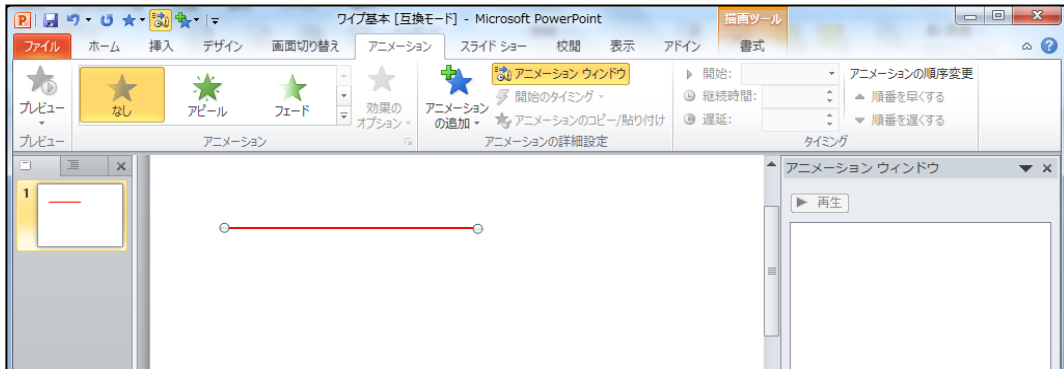 ワイプ基本 [互換モード] - Microsoft PowerPoint
描画ツール
ファイル ホーム 挿入 デザイン 画面切り替え アニメーション スライド ショー 校閲 表示 アドイン 書式
プレビュー
なし
アピール
フェード
効果の
オプション
アニメーション
の追加
アニメーション ウィンドウ
開始のタイミング
アニメーションのコピー/貼り付け
開始:
継続時間:
遅延:
アニメーションの順序変更
順番を早くする
順番を遅くする
プレビュー アニメーション アニメーションの詳細設定 タイミング
1
アニメーション ウィンドウ
再生